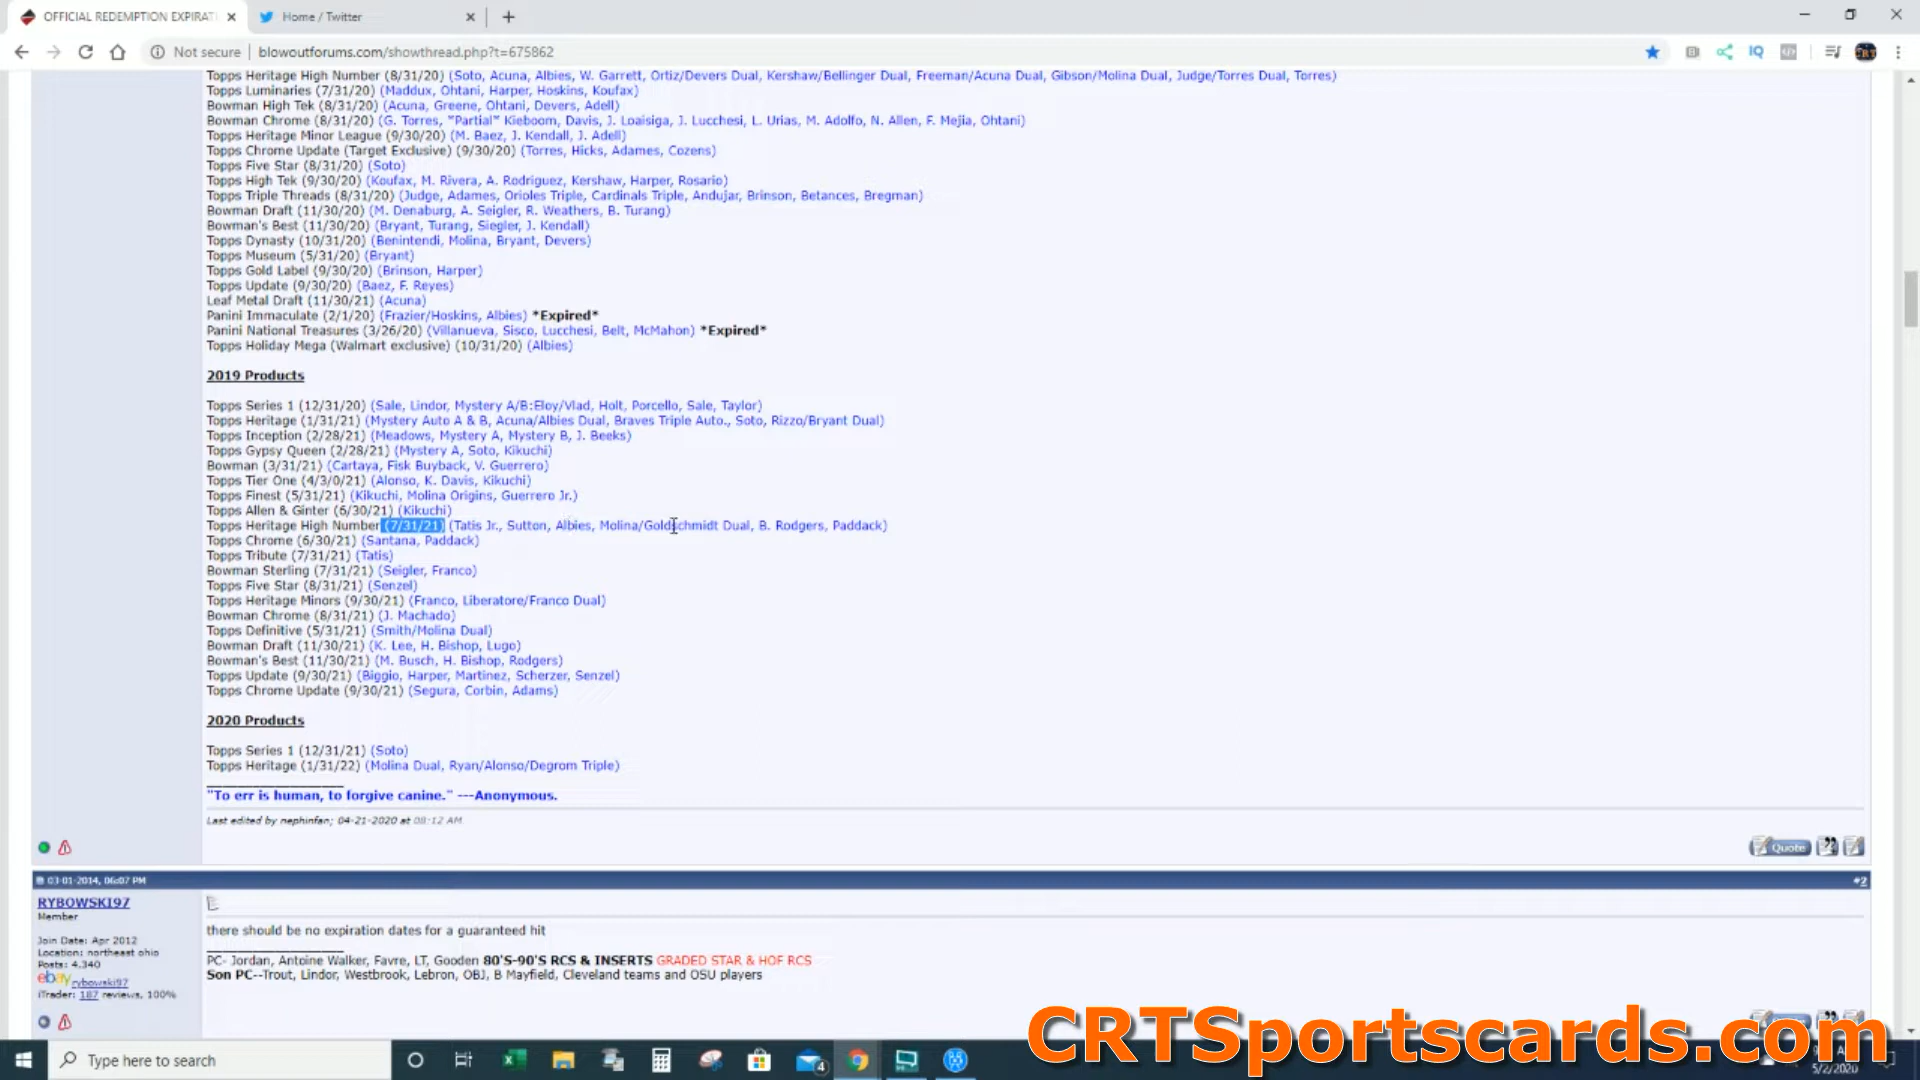 OFFICIAL REDEMPTION EXPIRAT
Home / Twitter
Not secure
blowoutforums.com/showthread.php?t=675862
Topps Heritage High Number (8/31/20) (Soto, Acuna, Albies, W. Garrett, Ortiz/Devers Dual, Kershaw/Bellinger Dual, Freeman/Acuna Dual, Gibson/Molina Dual, Judge/Torres Dual, Torres)
Topps Luminaries (7/31/20) (Maddux, Ohtani, Harper, Hoskins, Koufax)
Bowman High Tek (8/31/20) (Acuna, Greene, Ohtani, Devers, Adell)
Bowman Chrome (8/31/20) (G. Torres, "Partial" Kieboom, Davis, J. Loaisiga, J. Lucchesi, L. Urias, M. Adolfo, N. Allen, F. Mejia, Ohtani)
Topps Heritage Minor League (9/30/20) (M. Baez, J. Kendall, J. Adell)
Topps Chrome Update (Target Exclusive) (9/30/20) (Torres, Hicks, Adames, Cozens)
Topps Five Star (8/31/20) (Soto)
Topps High Tek (9/30/20) (Koufax, M. Rivera, A. Rodriguez, Kershaw, Harper, Rosario)
Topps Triple Threads (8/31/20) (Judge, Adames, Orioles Triple, Cardinals Triple, Andujar, Brinson, Betances, Bregman)
Bowman Draft (11/30/20) (M. Denaburg, A. Seigler, R. Weathers, B. Turang)
Bowman's Best (11/30/20) (Bryant, Turang, Siegler, J. Kendall)
Topps Dynasty (10/31/20) (Benintendi, Molina, Bryant, Devers)
Topps Museum (5/31/20) (Bryant)
Topps Gold Label (9/30/20) (Brinson, Harper)
Topps Update (9/30/20) (Baez, F. Reyes)
Leaf Metal Draft (11/30/21) (Acuna)
Panini Immaculate (2/1/20) (Frazier/Hoskins, Albies) *Expired*
Panini National Treasures (3/26/20) (Villanueva, Sisco, Lucchesi, Belt, McMahon) *Expired*
Topps Holiday Mega (Walmart exclusive) (10/31/20) (Albies)
2019 Products
Topps Series 1 (12/31/20) (Sale, Lindor, Mystery A/B:Eloy/Vlad, Holt, Porcello, Sale, Taylor)
Topps Heritage (1/31/21) (Mystery Auto A & B, Acuna/Albies Dual, Braves Triple Auto., Soto, Rizzo/Bryant Dual)
Topps Inception (2/28/21) (Meadows, Mystery A, Mystery B, J. Beeks)
Topps Gypsy Queen (2/28/21) (Mystery A, Soto, Kikuchi)
Bowman (3/31/21) (Cartaya, Fisk Buyback, V. Guerrero)
Topps Tier One (4/3/0/21) (Alonso, K. Davis, Kikuchi)
Topps Finest (5/31/21) (Kikuchi, Molina Origins, Guerrero Jr.)
Topps Allen & Ginter (6/30/21) (Kikuchi)
Topps Heritage High Number (7/31/21) (Tatis Jr., Sutton, Albies, Molina/Goldschmidt Dual, B. Rodgers, Paddack)
Topps Chrome (6/30/21) (Santana, Paddack)
Topps Tribute (7/31/21) (Tatis)
Bowman Sterling (7/31/21) (Seigler, Franco)
Topps Five Star (8/31/21) (Senzel)
Topps Heritage Minors (9/30/21) (Franco, Liberatore/Franco Dual)
Bowman Chrome (8/31/21) (J. Machado)
Topps Definitive (5/31/21) (Smith/Molina Dual)
Bowman Draft (11/30/21) (K. Lee, H. Bishop, Lugo)
Bowman's Best (11/30/21) (M. Busch, H. Bishop, Rodgers)
Topps Update (9/30/21) (Biggio, Harper, Martinez, Scherzer, Senzel)
Topps Chrome Update (9/30/21) (Segura, Corbin, Adams)
2020 Products
Topps Series 1 (12/31/21) (Soto)
Topps Heritage (1/31/22) (Molina Dual, Ryan/Alonso/Degrom Triple)
"To err is human, to forgive canine." ---Anonymous.
Last edited by nephinfan; 04-21-2020 at 08:12 AM
Quote
03-01-2014, 06:07 PM
#2
RYBOWSKI97
Member
Join Date: Apr 2012
Location: northeast ohio
Posts: 4,340
ebay rybowski97
iTrader: 187 reviews, 100%
there should be no expiration dates for a guaranteed hit
PC- Jordan, Antoine Walker, Favre, LT, Gooden 80'S-90'S RCS & INSERTS GRADED STAR & HOF RCS
Son PC--Trout, Lindor, Westbrook, Lebron, OBJ, B Mayfield, Cleveland teams and OSU players
CRTSportscards.com
Type here to search
4
5/2/2020